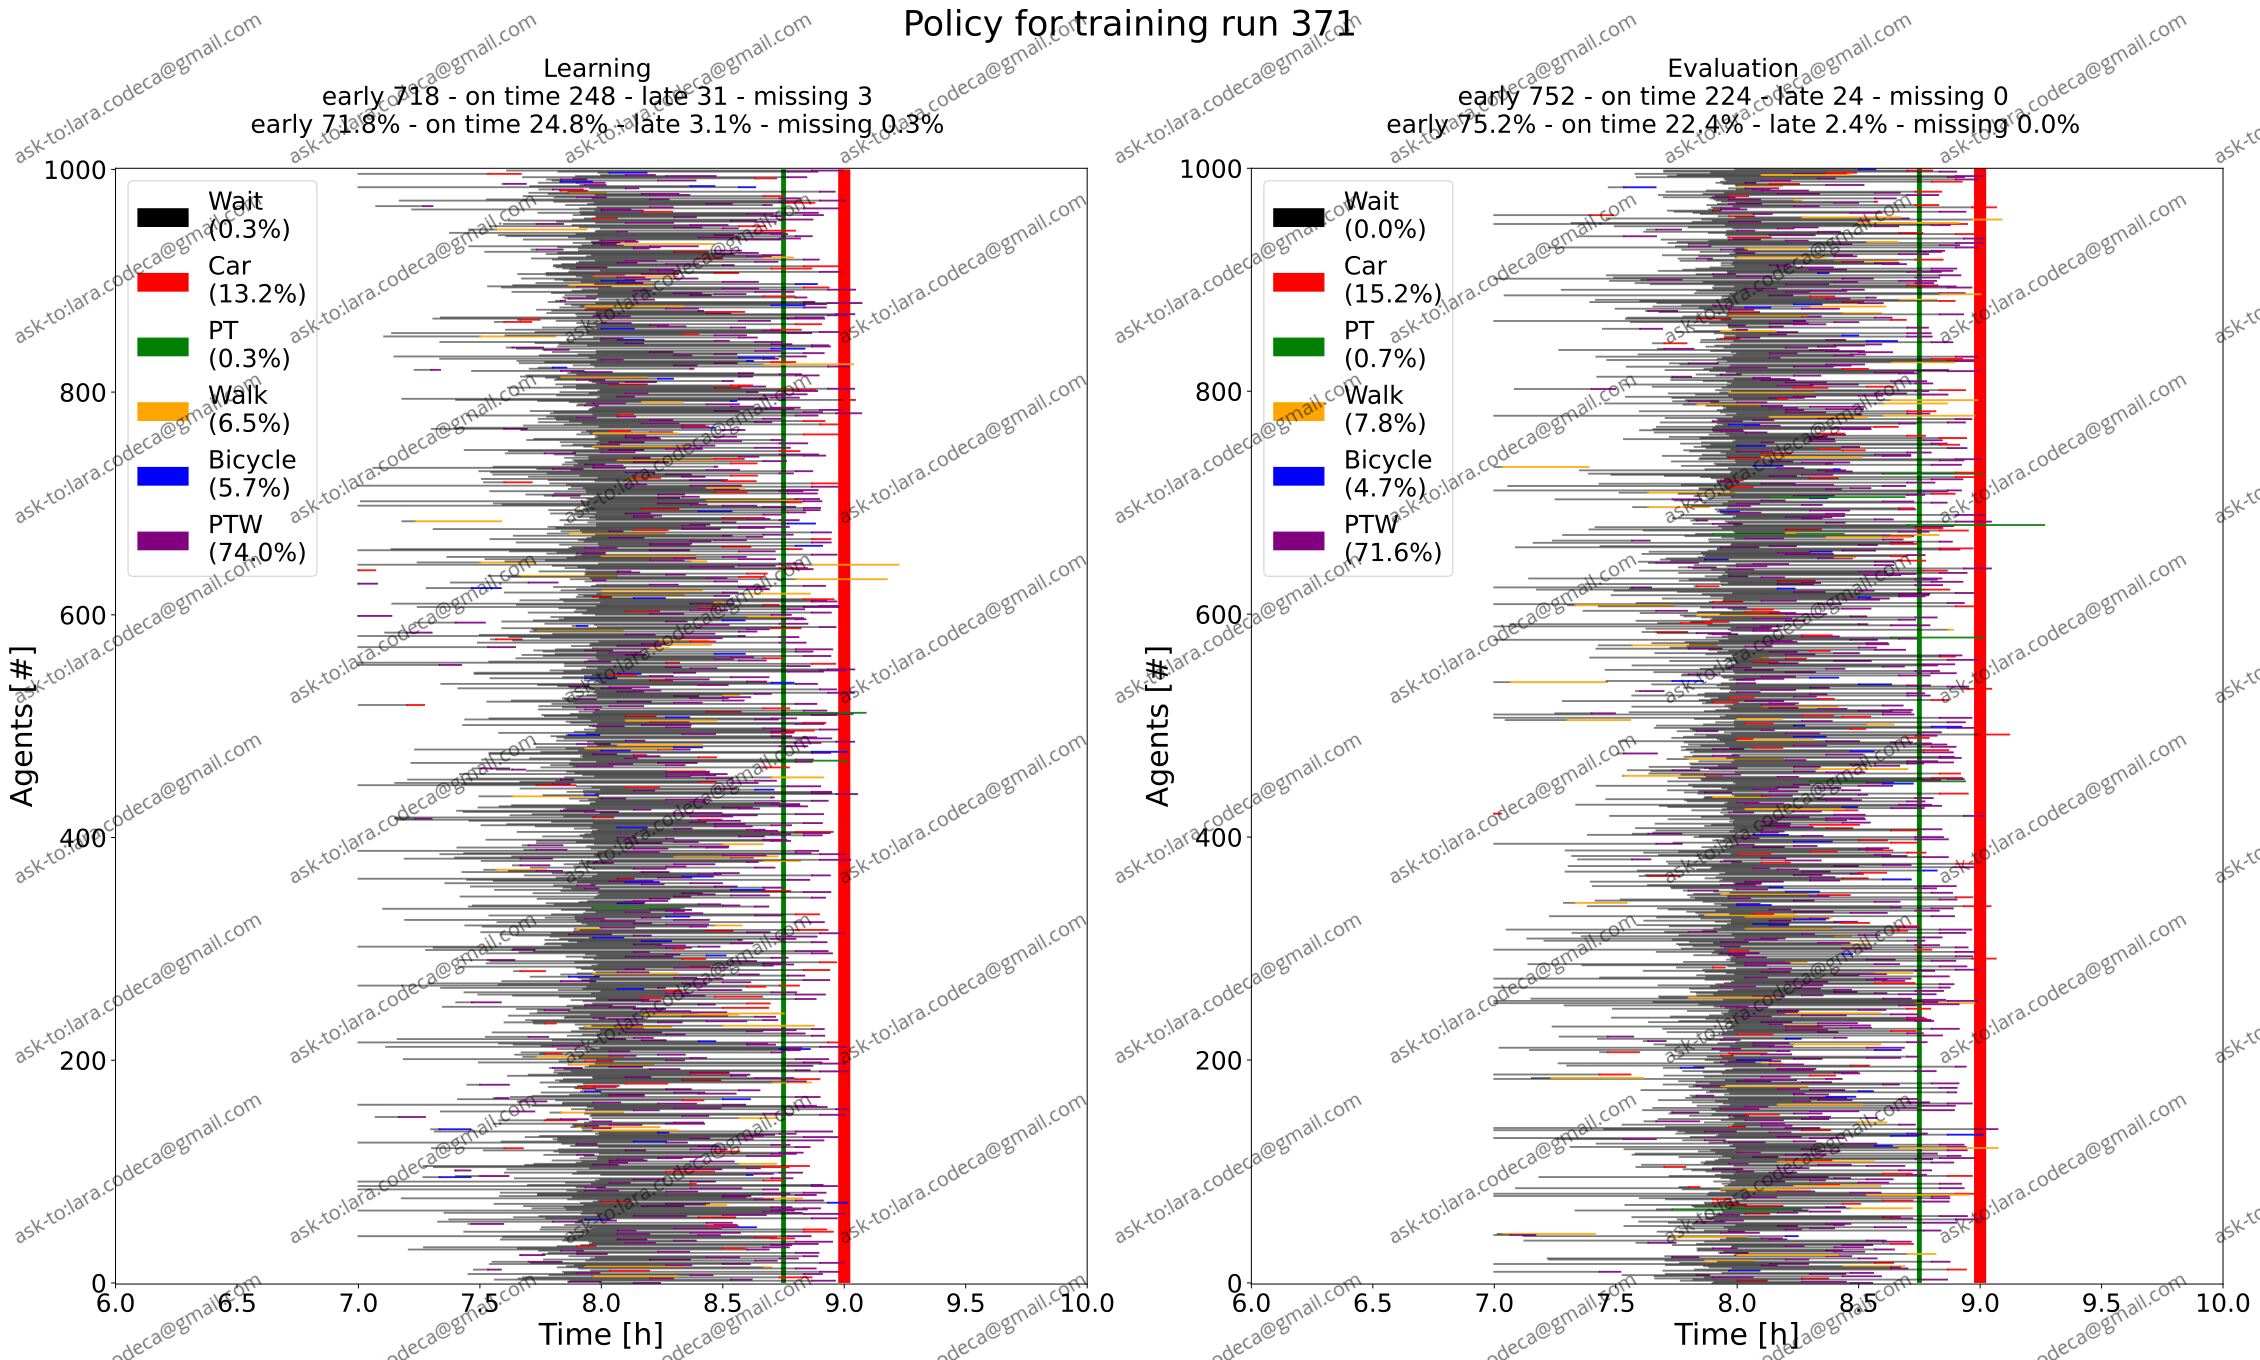 Policy for training run 371
Learning
early 718 - on time 248 - late 31 - missing 3
early 71.8% - on time 24.8% - late 3.1% - missing 0.3%
Agents [#]
1000
800
600
400
200
0
Wait
(0.3%)
Car
(13.2%)
PT
(0.3%)
Walk
(6.5%)
Bicycle
(5.7%)
PTW
(74.0%)
6.0 6.5 7.0 7.5 8.0 8.5 9.0 9.5 10.0
Time [h]
Evaluation
early 752 - on time 224 - late 24 - missing 0
early 75.2% - on time 22.4% - late 2.4% - missing 0.0%
Agents [#]
1000
800
600
400
200
0
Wait
(0.0%)
Car
(15.2%)
PT
(0.7%)
Walk
(7.8%)
Bicycle
(4.7%)
PTW
(71.6%)
6.0 6.5 7.0 7.5 8.0 8.5 9.0 9.5 10.0
Time [h]
ask-to:lara.codeca@gmail.com